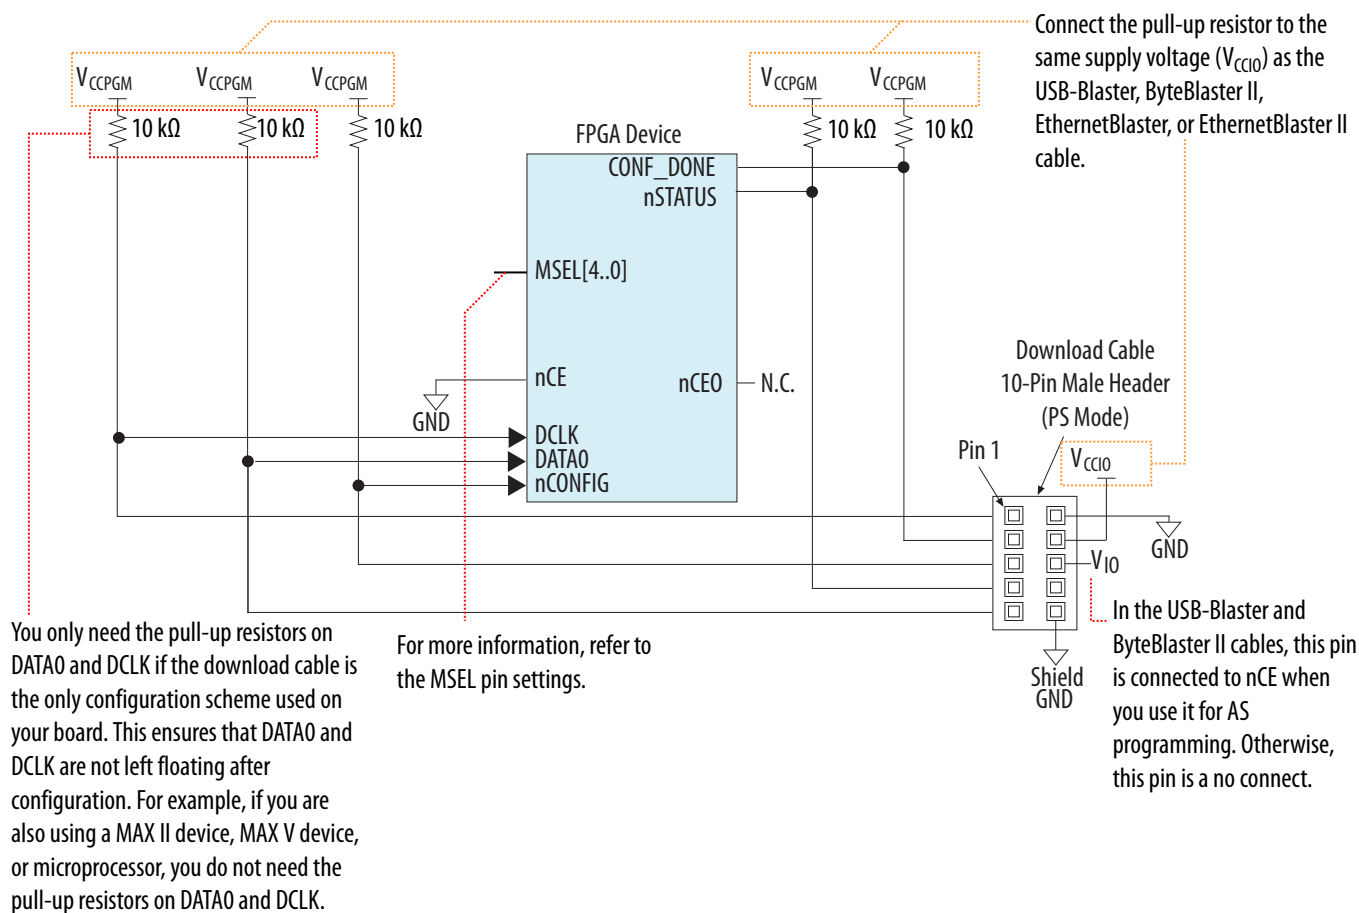 Connect the pull-up resistor to the
same supply voltage (VCCIO) as the
USB-Blaster, ByteBlaster II,
EthernetBlaster, or EthernetBlaster II
cable.
VCCPGM
VCCPGM
VCCPGM
VCCPGM
VCCPGM
10 kΩ
10 kΩ
10 kΩ
10 kΩ
10 kΩ
FPGA Device
CONF_DONE
nSTATUS
MSEL[4..0]
nCE
nCEO
N.C.
GND
DCLK
DATA0
nCONFIG
Download Cable
10-Pin Male Header
(PS Mode)
Pin 1
VCCIO
GND
VIO
Shield
GND
In the USB-Blaster and
ByteBlaster II cables, this pin
is connected to nCE when
you use it for AS
programming. Otherwise,
this pin is a no connect.
You only need the pull-up resistors on
DATA0 and DCLK if the download cable is
the only configuration scheme used on
your board. This ensures that DATA0 and
DCLK are not left floating after
configuration. For example, if you are
also using a MAX II device, MAX V device,
or microprocessor, you do not need the
pull-up resistors on DATA0 and DCLK.
For more information, refer to
the MSEL pin settings.